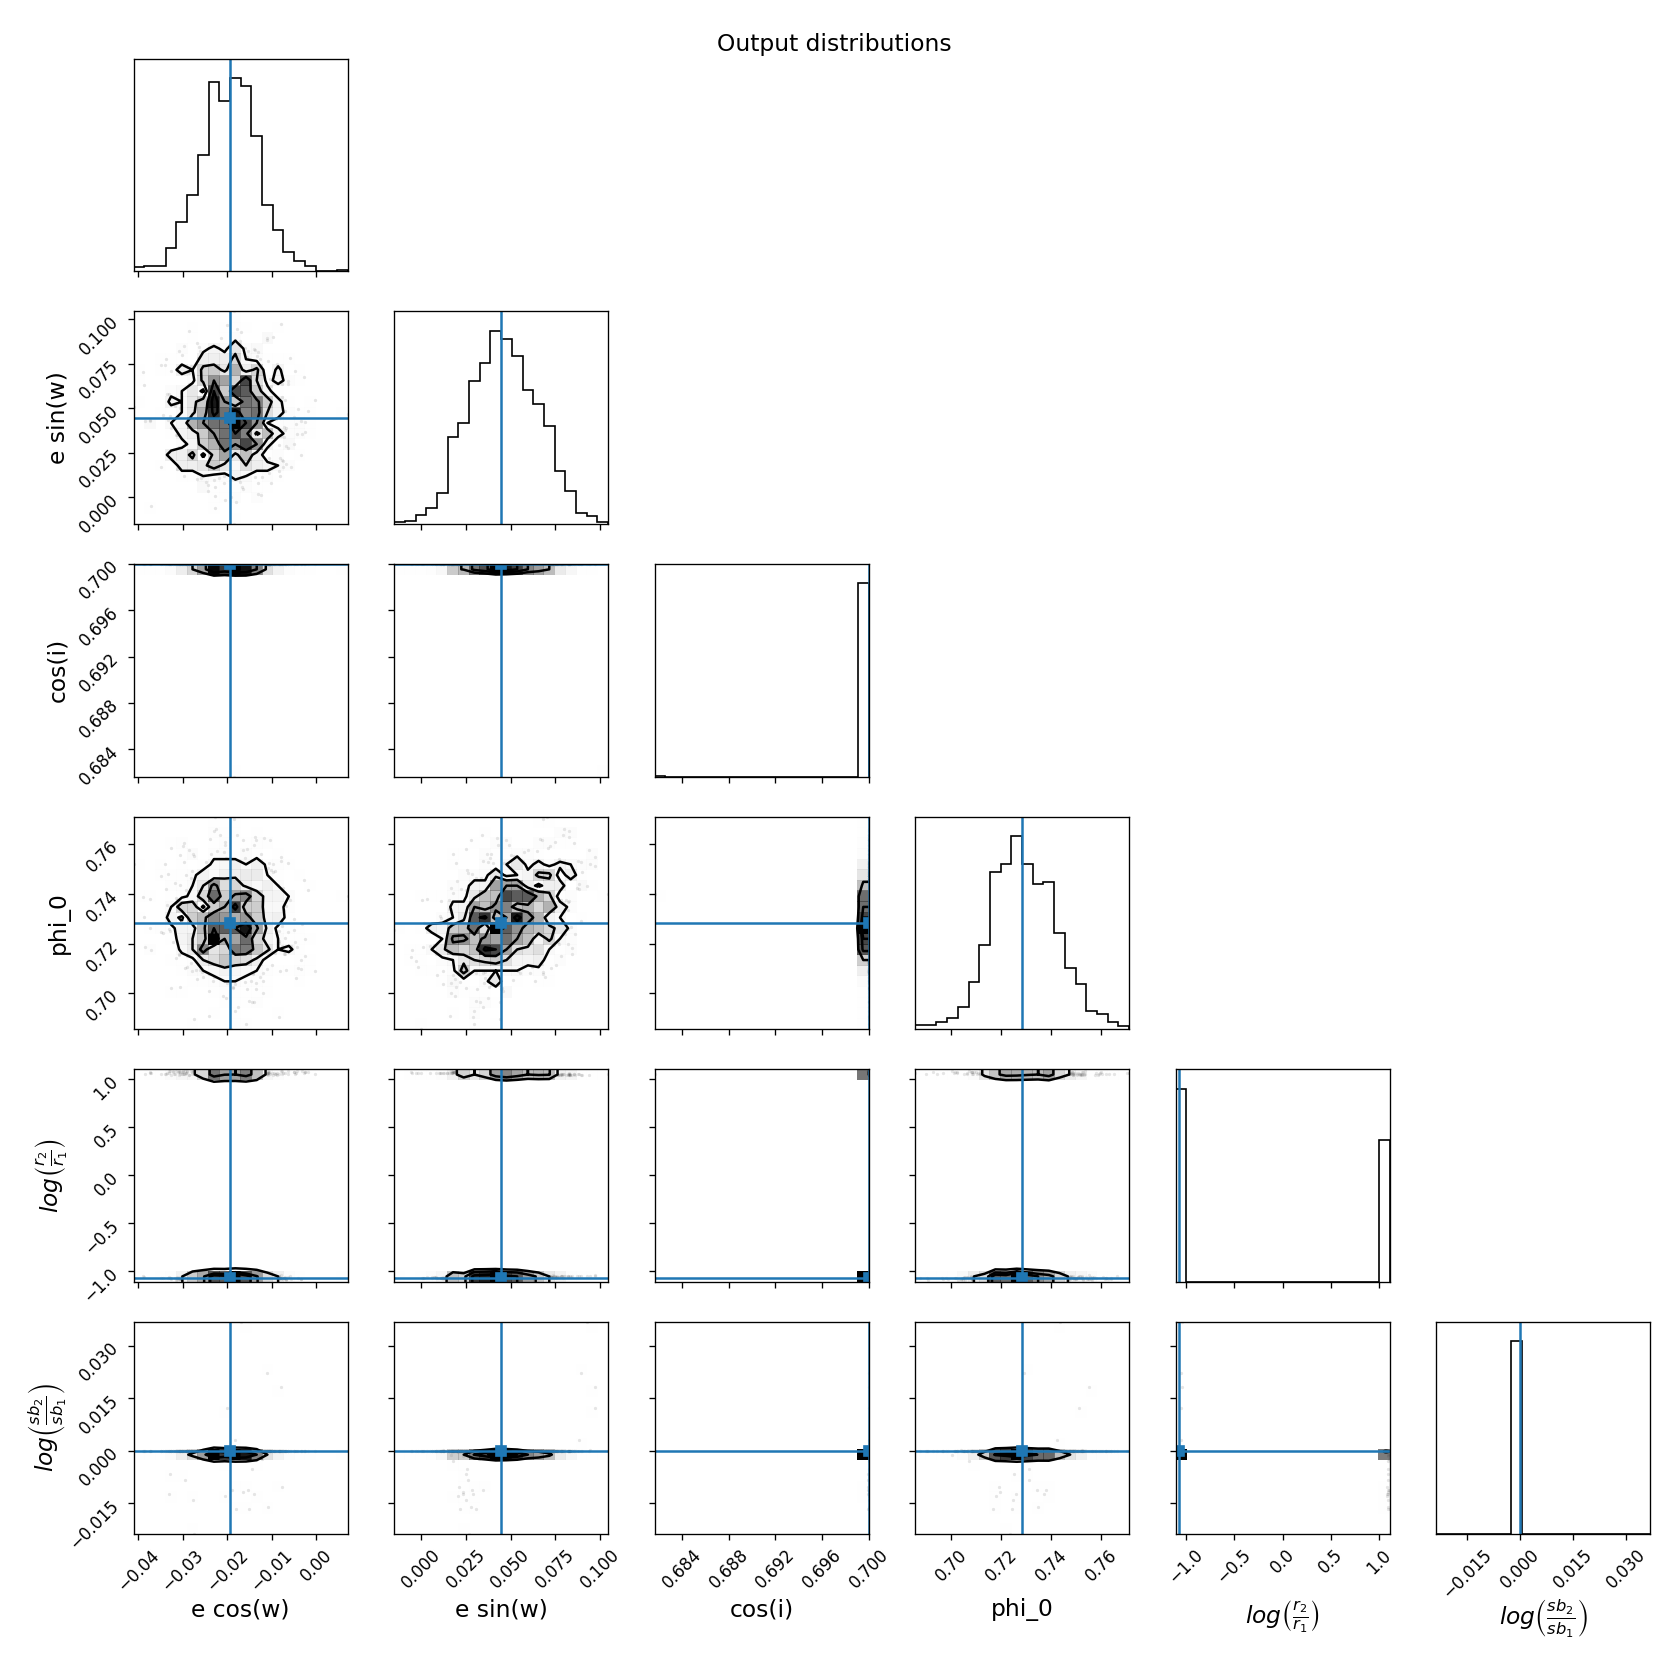 Output distributions
e sin(w)
0.100
0.075
0.050
0.025
0.000
cos(i)
0.700
0.696
0.692
0.688
0.684
phi_0
0.76
0.74
0.72
0.70
log(r2/r1)
1.0
0.5
0.0
−0.5
−1.0
log(sb2/sb1)
0.030
0.015
0.000
−0.015
−0.04 −0.03 −0.02 −0.01 0.00
0.000 0.025 0.050 0.075 0.100
0.684 0.688 0.692 0.696 0.700
0.70 0.72 0.74 0.76
−1.0 −0.5 0.0 0.5 1.0
−0.015 0.000 0.015 0.030
e cos(w)
e sin(w)
cos(i)
phi_0
log(r2/r1)
log(sb2/sb1)